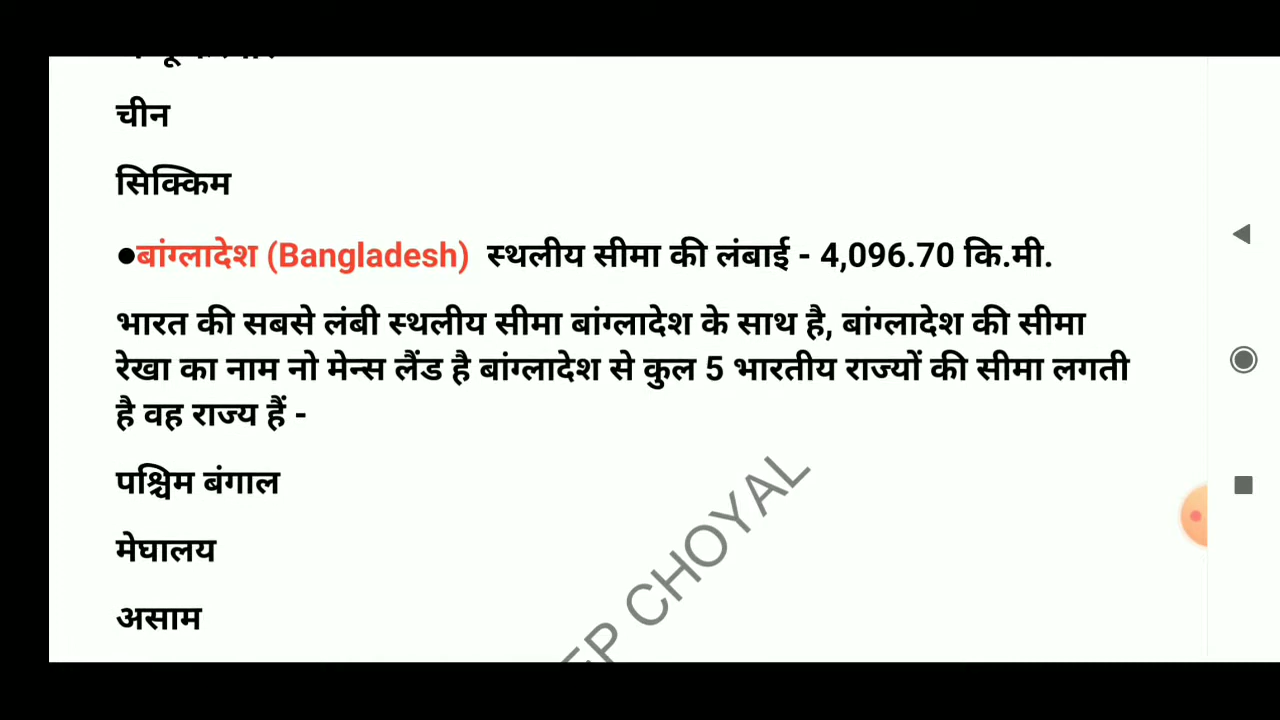 चीन
सिक्किम
●बांग्लादेश (Bangladesh) स्थलीय सीमा की लंबाई - 4,096.70 कि.मी.
भारत की सबसे लंबी स्थलीय सीमा बांग्लादेश के साथ है, बांग्लादेश की सीमा
रेखा का नाम नो मेन्स लैंड है बांग्लादेश से कुल 5 भारतीय राज्यों की सीमा लगती
है वह राज्य हैं -
पश्चिम बंगाल
मेघालय
असाम
CHOYAL